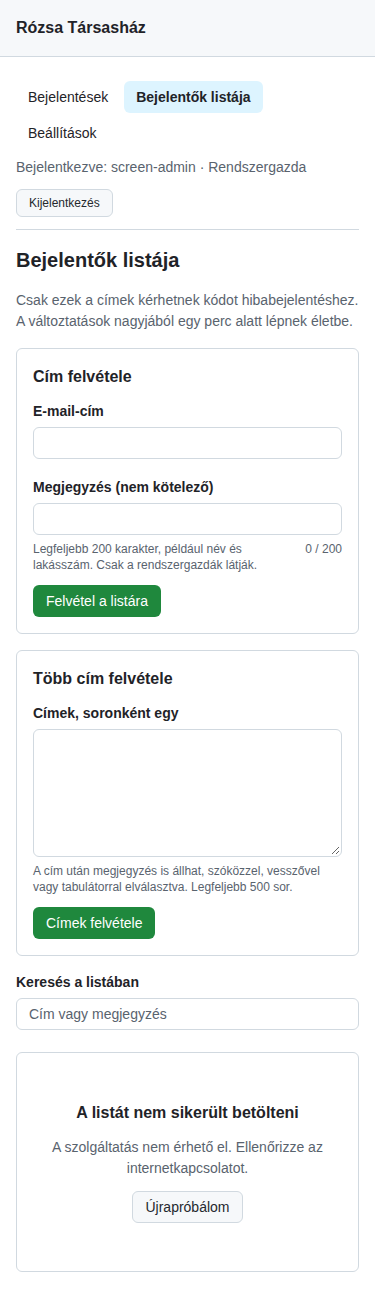 Rózsa Társasház
Bejelentések
Bejelentők listája
Beállítások
Bejelentkezve: screen-admin · Rendszergazda
Kijelentkezés
Bejelentők listája
Csak ezek a címek kérhetnek kódot hibabejelentéshez.
A változtatások nagyjából egy perc alatt lépnek életbe.
Cím felvétele
E-mail-cím
Megjegyzés (nem kötelező)
Legfeljebb 200 karakter, például név és
lakásszám. Csak a rendszergazdák látják.
0 / 200
Felvétel a listára
Több cím felvétele
Címek, soronként egy
A cím után megjegyzés is állhat, szóközzel, vesszővel
vagy tabulátorral elválasztva. Legfeljebb 500 sor.
Címek felvétele
Keresés a listában
Cím vagy megjegyzés
A listát nem sikerült betölteni
A szolgáltatás nem érhető el. Ellenőrizze az
internetkapcsolatot.
Újrapróbálom